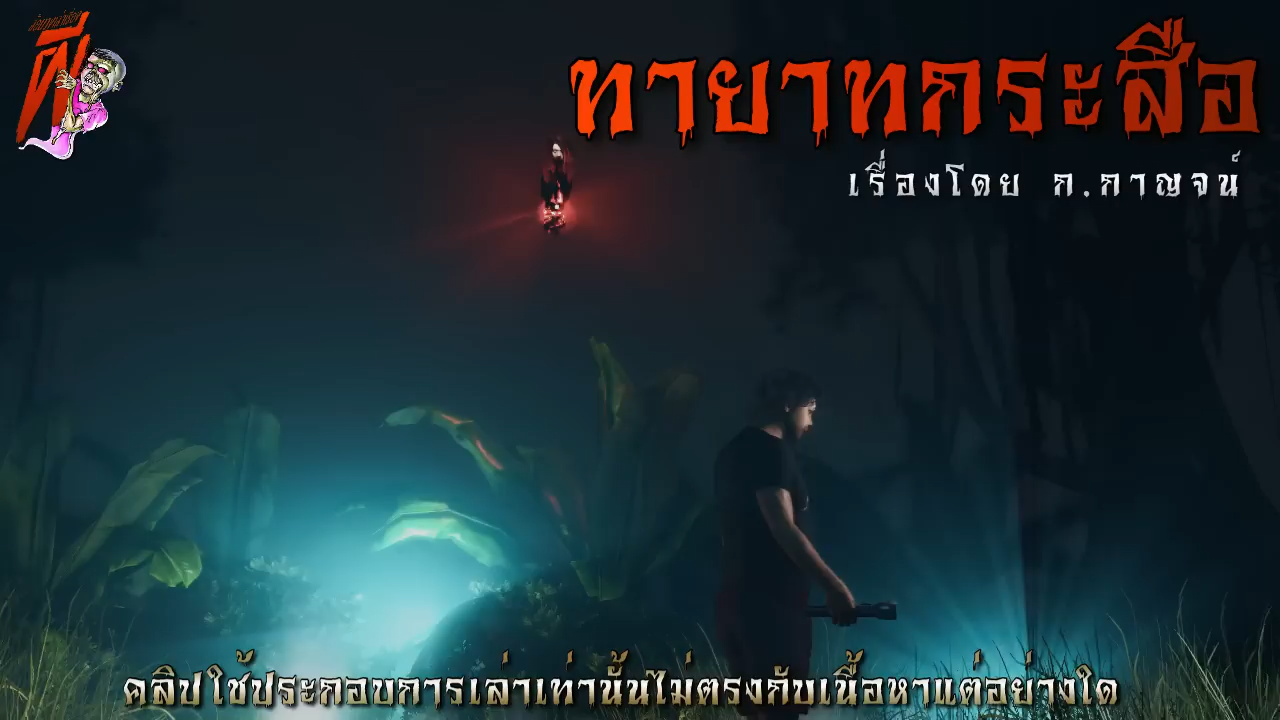 ผี
ทายาทกระสือ
เรื่องโดย ก.กาญจน์
คลิปใช้ประกอบการเล่าเท่านั้นไม่ตรงกับเนื้อหาแต่อย่างใด